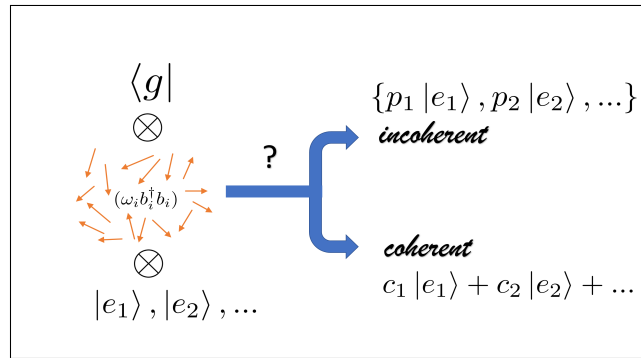 ⟨g|
⊗
(ω_i b_i^† b_i)
⊗
|e_1⟩ , |e_2⟩ , ...
?
{p_1 |e_1⟩ , p_2 |e_2⟩ , ...}
incoherent
coherent
c_1 |e_1⟩ + c_2 |e_2⟩ + ...